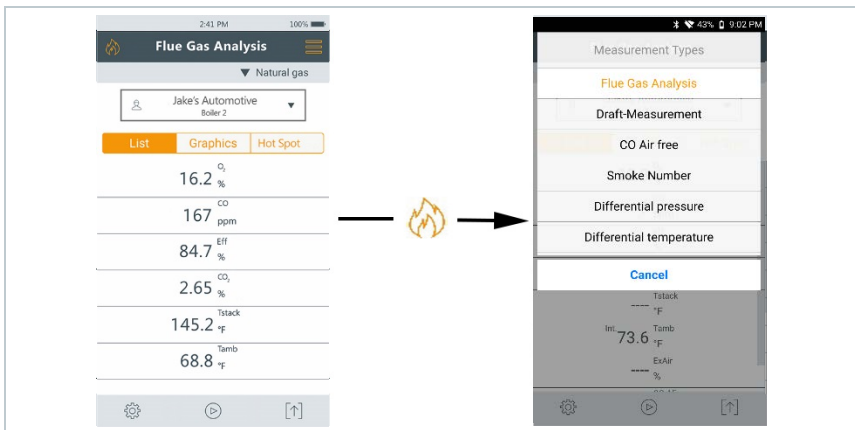 2:41 PM 100%
Flue Gas Analysis
▼ Natural gas
Jake's Automotive ▼
Boiler 2
List Graphics Hot Spot
16.2 O₂ %
167 CO ppm
84.7 Eff %
2.65 CO₂ %
145.2 Tstack °F
68.8 Tamb °F
43% 9:02 PM
Measurement Types
Flue Gas Analysis
Draft-Measurement
CO Air free
Smoke Number
Differential pressure
Differential temperature
Cancel
---- Tstack °F
Int. 73.6 Tamb °F
---- ExAir %